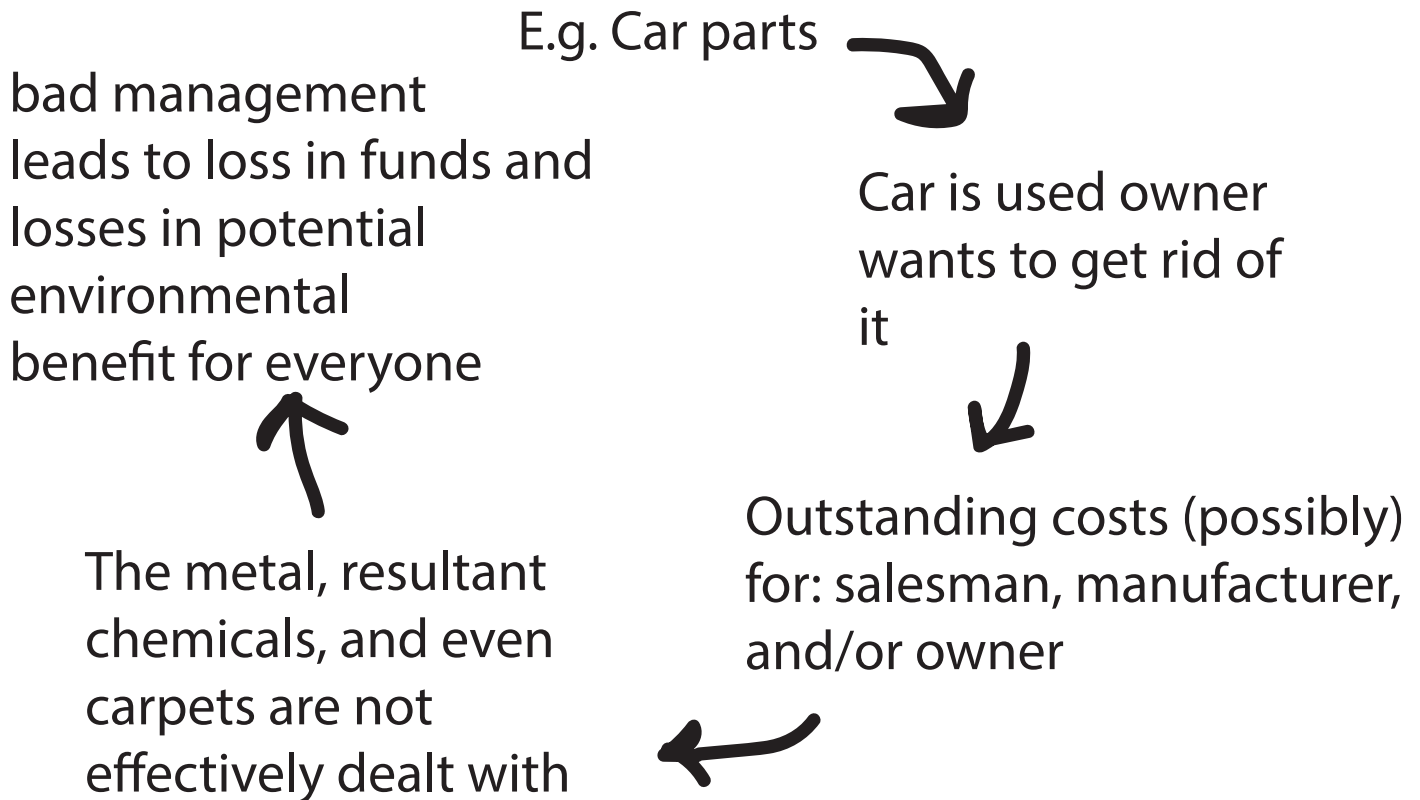 E.g. Car parts
Car is used owner
wants to get rid of
it
Outstanding costs (possibly)
for: salesman, manufacturer,
and/or owner
The metal, resultant
chemicals, and even
carpets are not
effectively dealt with
bad management
leads to loss in funds and
losses in potential
environmental
benefit for everyone